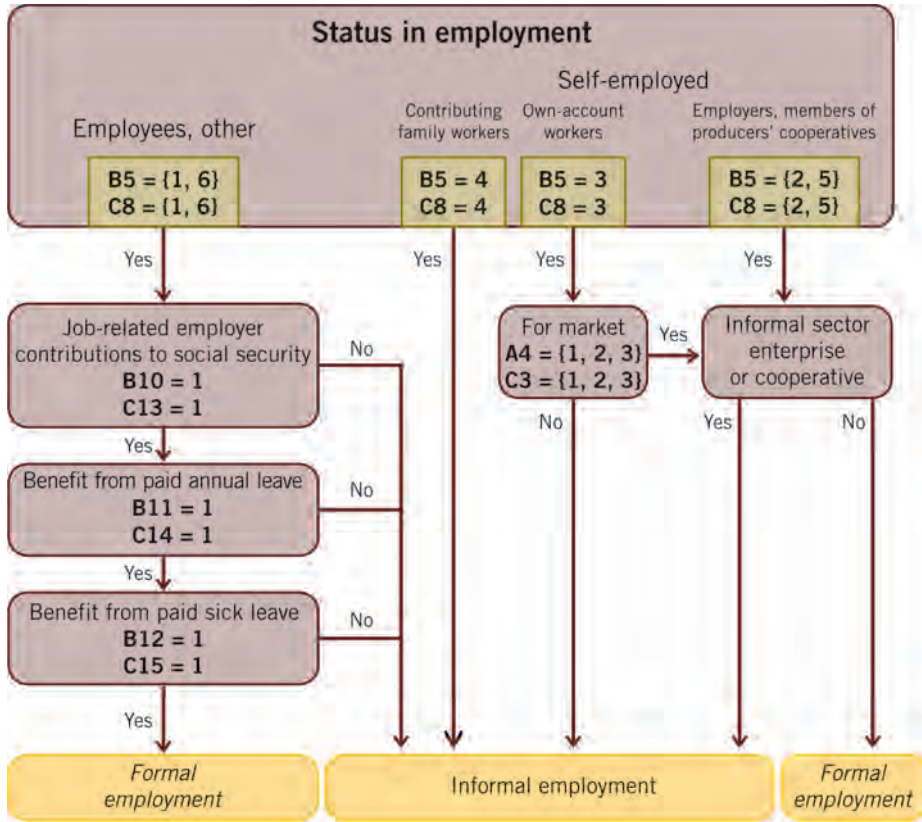 Status in employment
Self-employed
Employees, other
Contributing
family workers
Own-account
workers
Employers, members of
producers' cooperatives
B5 = {1, 6}
C8 = {1, 6}
B5 = 4
C8 = 4
B5 = 3
C8 = 3
B5 = {2, 5}
C8 = {2, 5}
Yes
Yes
Yes
Yes
Job-related employer
contributions to social security
B10 = 1
C13 = 1
No
For market
A4 = {1, 2, 3}
C3 = {1, 2, 3}
Yes
Informal sector
enterprise
or cooperative
Yes
No
Yes
No
Benefit from paid annual leave
B11 = 1
C14 = 1
No
Yes
Benefit from paid sick leave
B12 = 1
C15 = 1
No
Yes
Formal
employment
Informal employment
Formal
employment